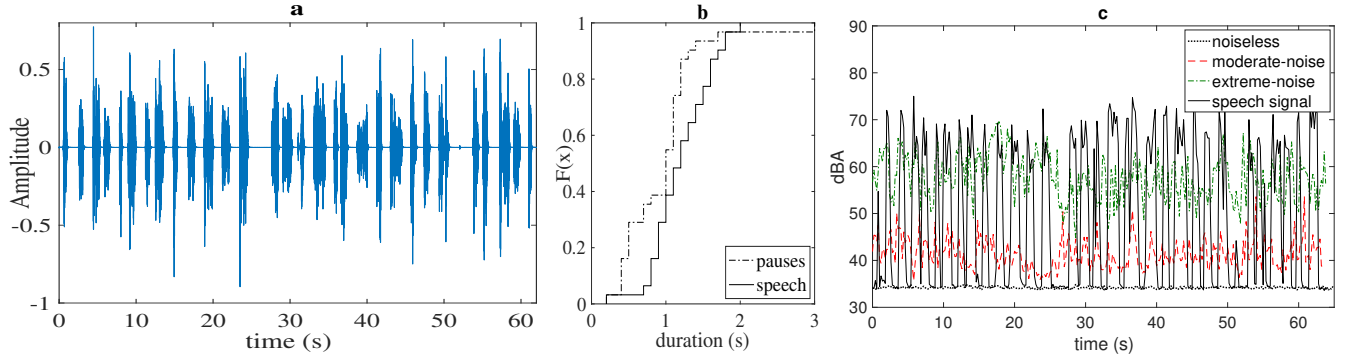 a
Amplitude
0.5
0
-0.5
-1
0 10 20 30 40 50 60
time (s)
b
F(x)
1
0.8
0.6
0.4
0.2
0
0 1 2 3
duration (s)
pauses
speech
c
dBA
90
80
70
60
50
40
30
0 10 20 30 40 50 60
time (s)
noiseless
moderate-noise
extreme-noise
speech signal